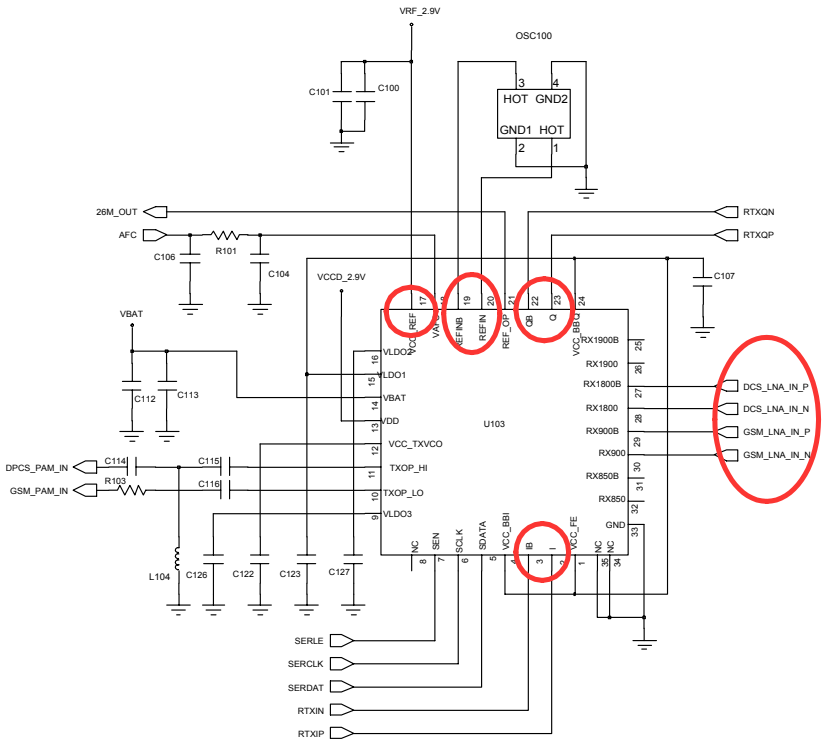 VRF_2.9V
OSC100
C101
C100
3
4
HOT GND2
GND1 HOT
2
1
26M_OUT
AFC
R101
C106
C104
RTXQN
RTXQP
C107
VCCD_2.9V
VBAT
C112
C113
17
18
19
20
21
22
23
24
VCC_REF
VAFC
REFINB
REFIN
REF_OP
QB
Q
VCC_BBQ
VLDO2
16
VLDO1
15
VBAT
14
VDD
13
VCC_TXVCO
12
TXOP_HI
11
TXOP_LO
10
VLDO3
9
U103
RX1900B
25
RX1900
26
RX1800B
27
RX1800
28
RX900B
29
RX900
30
RX850B
31
RX850
32
GND
33
DCS_LNA_IN_P
DCS_LNA_IN_N
GSM_LNA_IN_P
GSM_LNA_IN_N
DPCS_PAM_IN
C114
C115
GSM_PAM_IN
R103
C116
L104
C126
C122
C123
C127
NC
SEN
SCLK
SDATA
VCC_BBI
IB
I
VCC_FE
NC
NC
8
7
6
5
4
3
2
1
35
34
SERLE
SERCLK
SERDAT
RTXIN
RTXIP